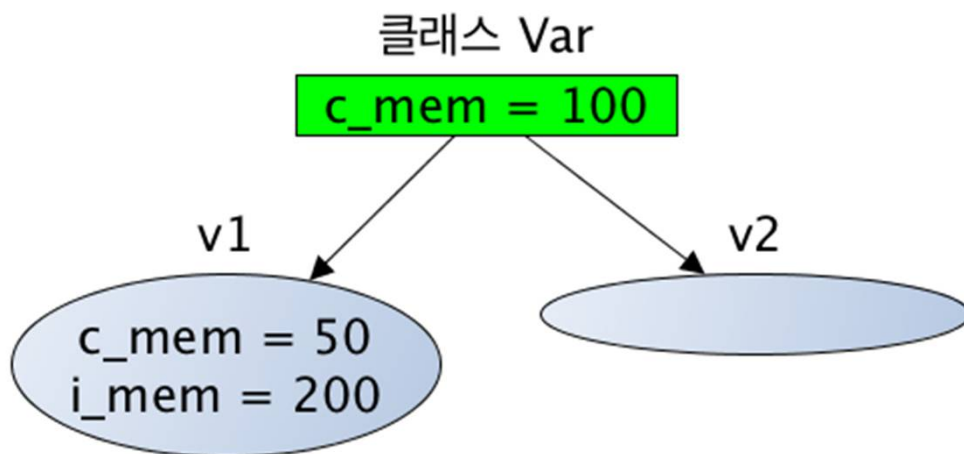 클래스 Var
c_mem = 100
v1
v2
c_mem = 50
i_mem = 200